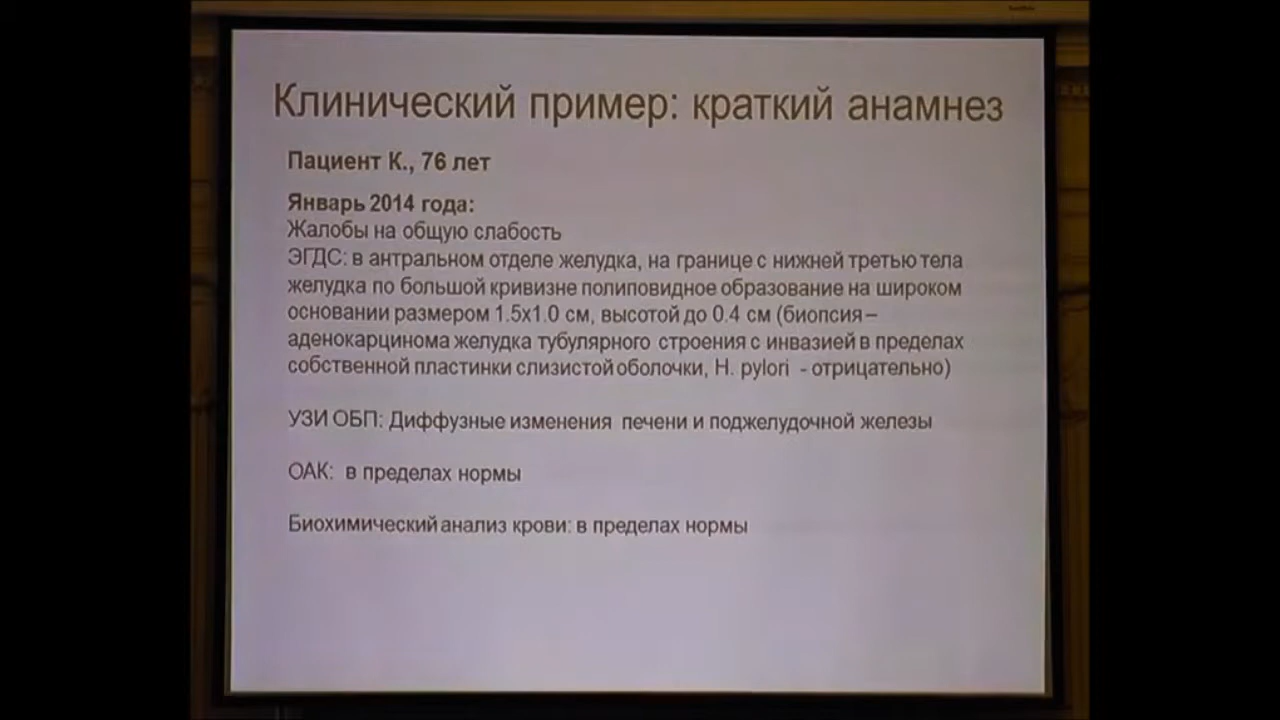 Клинический пример: краткий анамнез
Пациент К., 76 лет
Январь 2014 года:
Жалобы на общую слабость
ЭГДС: в антральном отделе желудка, на границе с нижней третью тела
желудка по большой кривизне полиповидное образование на широком
основании размером 1.5x1.0 см, высотой до 0.4 см (биопсия –
аденокарцинома желудка тубулярного строения с инвазией в пределах
собственной пластинки слизистой оболочки, H. pylori - отрицательно)
УЗИ ОБП: Диффузные изменения печени и поджелудочной железы
ОАК: в пределах нормы
Биохимический анализ крови: в пределах нормы